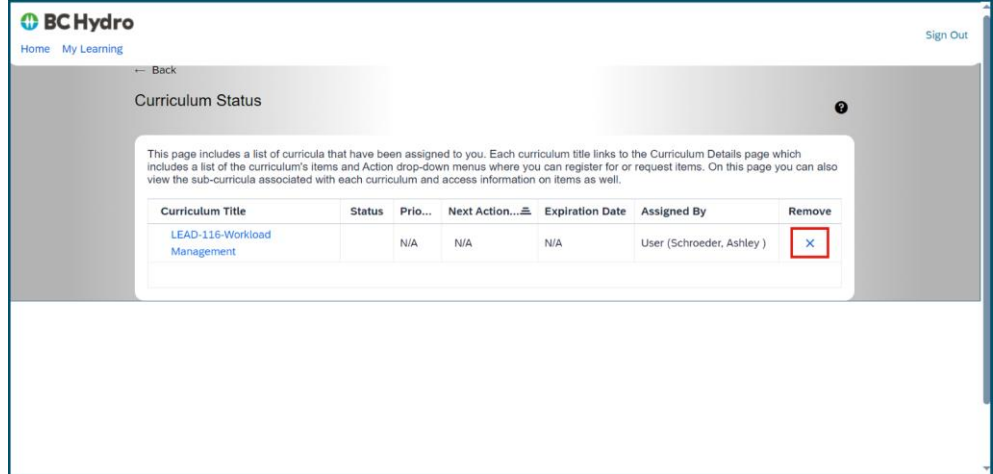 BC Hydro
Sign Out
Home My Learning
← Back
Curriculum Status
?
This page includes a list of curricula that have been assigned to you. Each curriculum title links to the Curriculum Details page which
includes a list of the curriculum's items and Action drop-down menus where you can register for or request items. On this page you can also
view the sub-curricula associated with each curriculum and access information on items as well.
Curriculum Title Status Prio... Next Action... Expiration Date Assigned By Remove
LEAD-116-Workload
Management
N/A N/A N/A User (Schroeder, Ashley ) ×